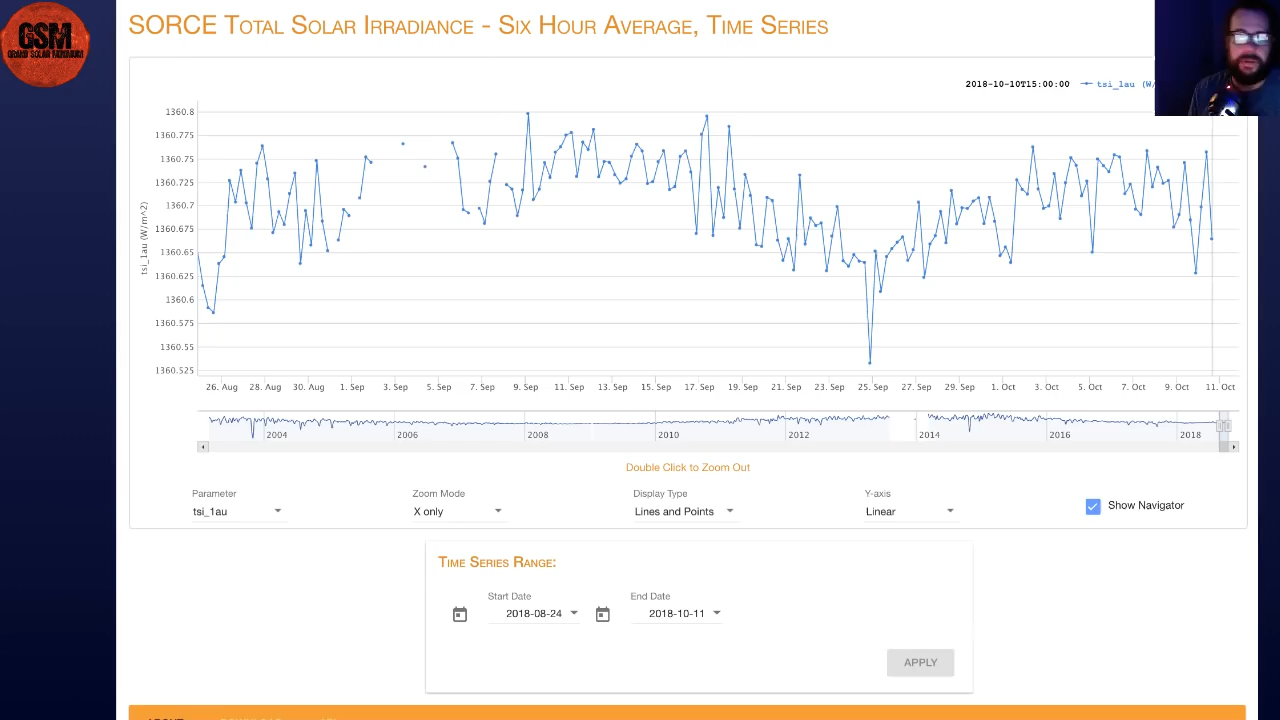 GSM
GRAND SOLAR MINIMUM
SORCE Total Solar Irradiance - Six Hour Average, Time Series
2018-10-10T15:00:00 tsi_1au (W/
1360.8
1360.775
1360.75
1360.725
1360.7
1360.675
1360.65
1360.625
1360.6
1360.575
1360.55
1360.525
tsi_1au (W/m^2)
26. Aug 28. Aug 30. Aug 1. Sep 3. Sep 5. Sep 7. Sep 9. Sep 11. Sep 13. Sep 15. Sep 17. Sep 19. Sep 21. Sep 23. Sep 25. Sep 27. Sep 29. Sep 1. Oct 3. Oct 5. Oct 7. Oct 9. Oct 11. Oct
2004 2006 2008 2010 2012 2014 2016 2018
Double Click to Zoom Out
Parameter Zoom Mode Display Type Y-axis
tsi_1au X only Lines and Points Linear Show Navigator
Time Series Range:
Start Date End Date
2018-08-24 2018-10-11
APPLY